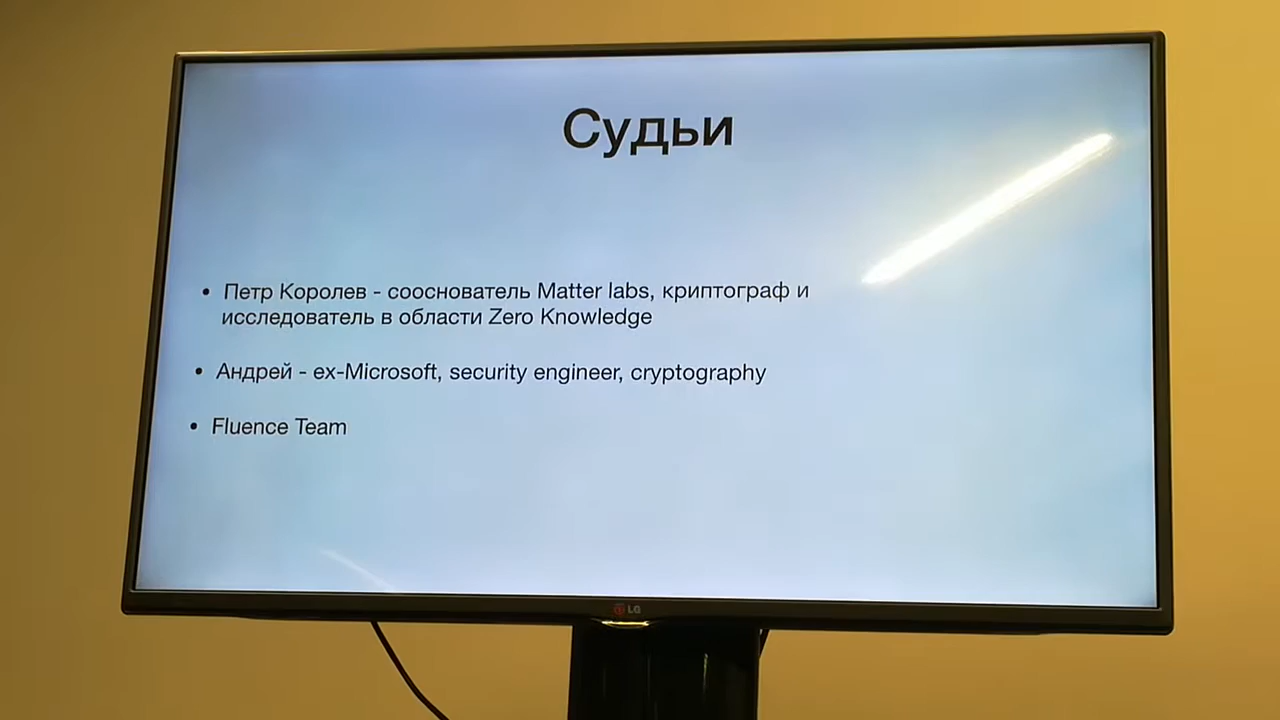 Судьи
• Петр Королев - сооснователь Matter labs, криптограф и
исследователь в области Zero Knowledge
• Андрей - ex-Microsoft, security engineer, cryptography
• Fluence Team
LG